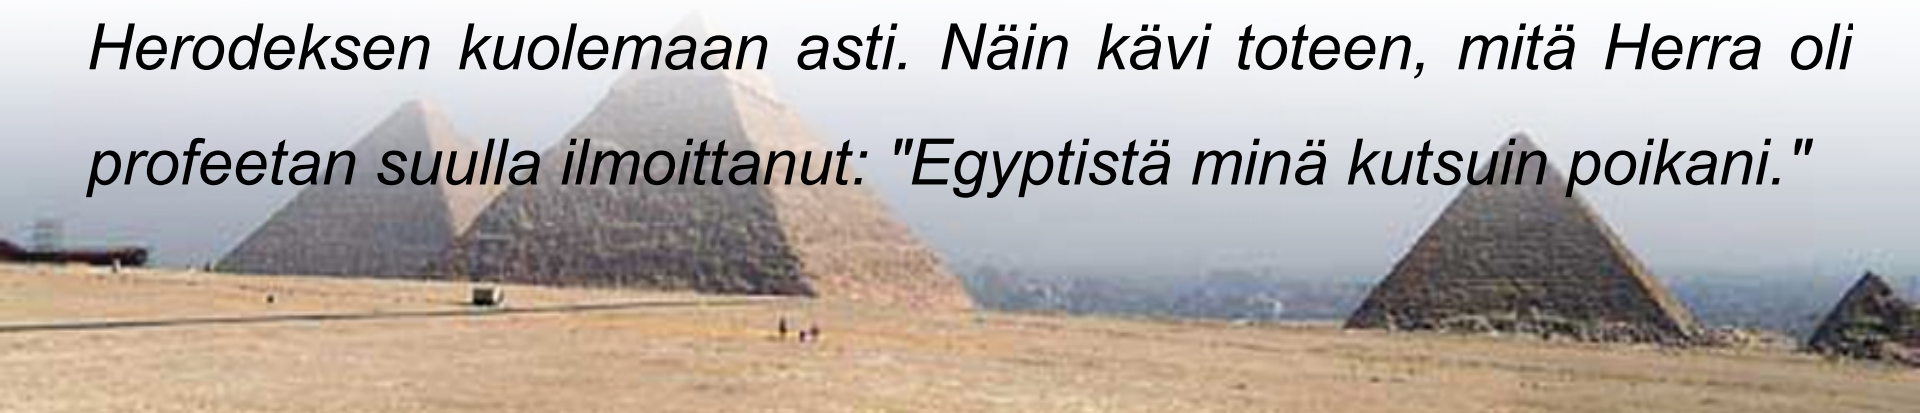 Herodeksen kuolemaan asti. Näin kävi toteen, mitä Herra oli
profeetan suulla ilmoittanut: "Egyptistä minä kutsuin poikani."